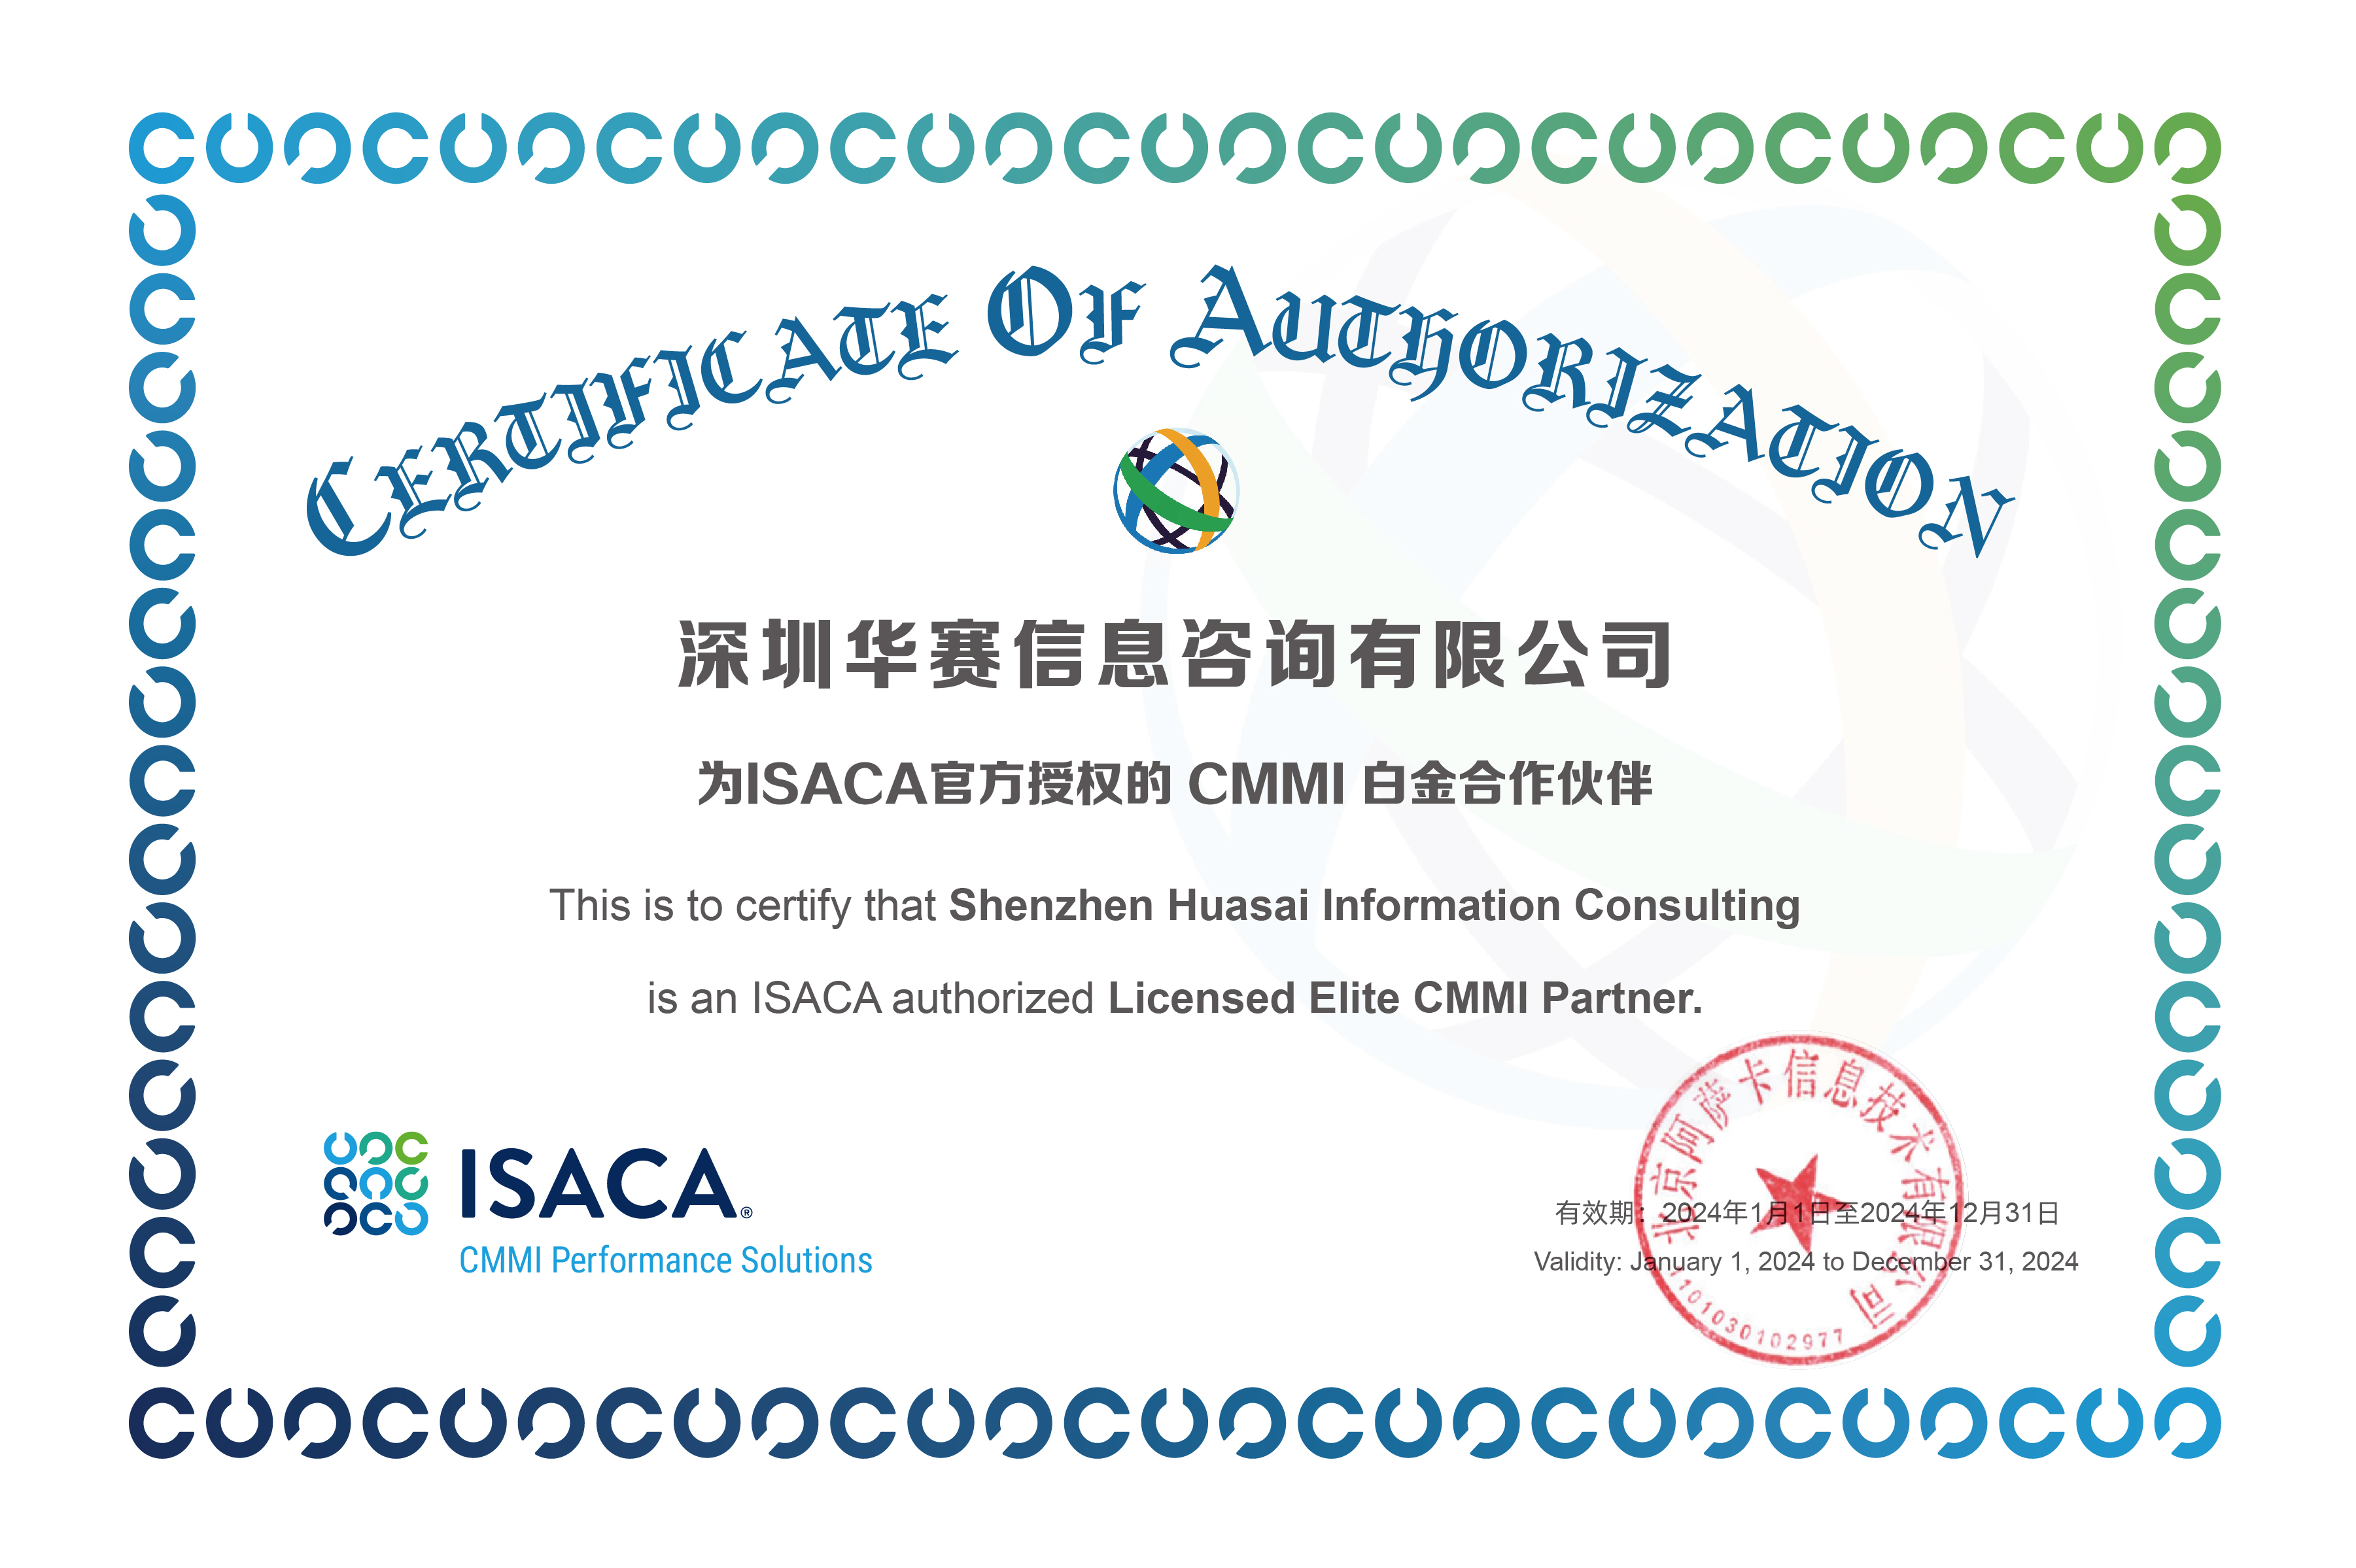 CERTIFICATE OF AUTHORIZATION
深圳华赛信息咨询有限公司
为ISACA官方授权的 CMMI 白金合作伙伴
This is to certify that Shenzhen Huasai Information Consulting
is an ISACA authorized Licensed Elite CMMI Partner.
ISACA®
CMMI Performance Solutions
有效期：2024年1月1日至2024年12月31日
Validity: January 1, 2024 to December 31, 2024
北京阿萨卡信息技术有限公司
1101030102977